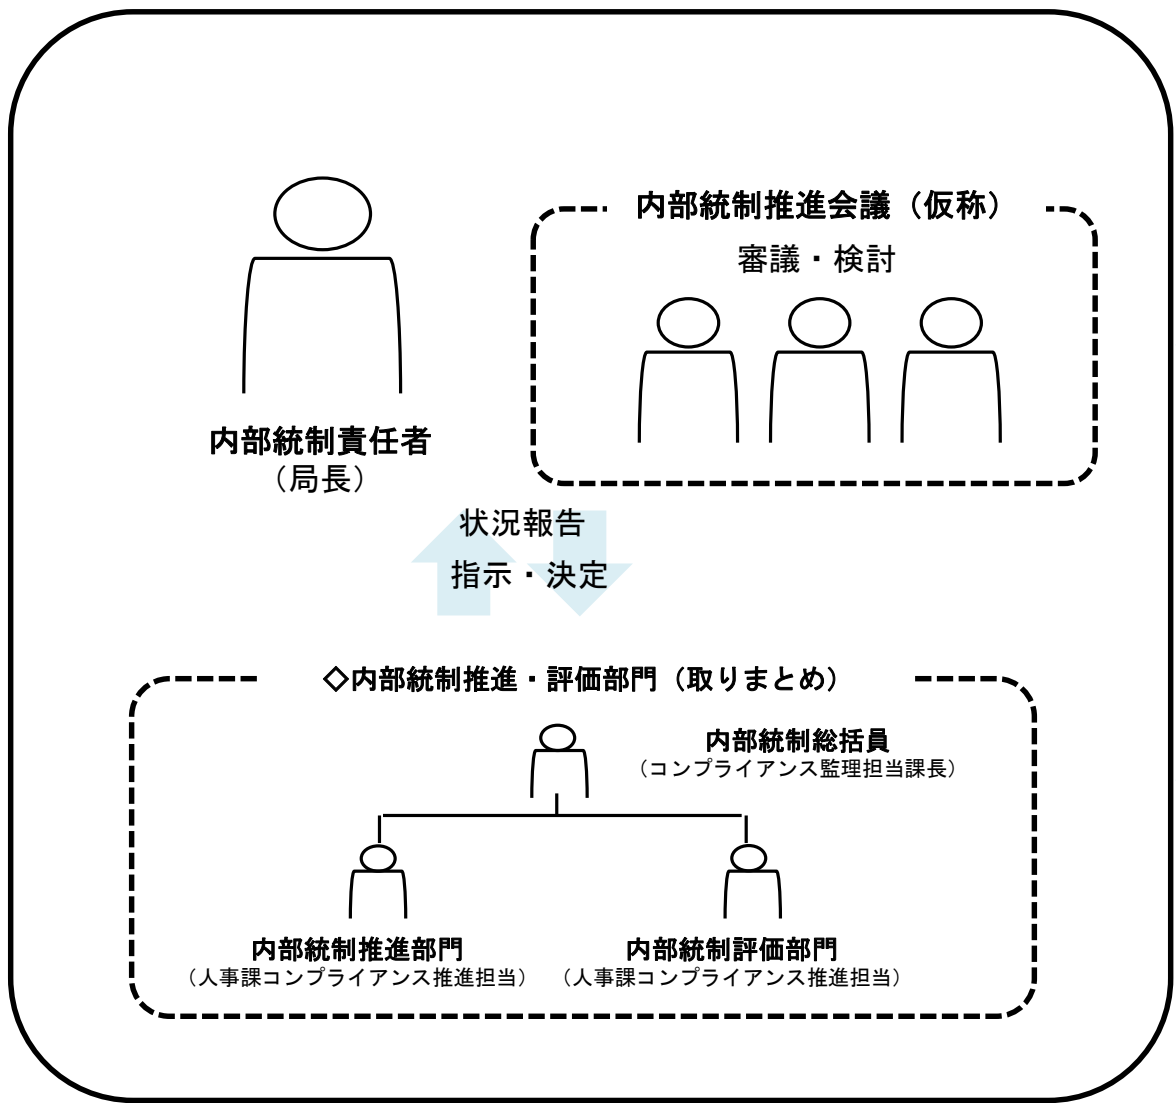 内部統制推進会議（仮称）
審議・検討
内部統制責任者
（局長）
状況報告
指示・決定
◇内部統制推進・評価部門（取りまとめ）
内部統制総括員
（コンプライアンス監理担当課長）
内部統制推進部門
（人事課コンプライアンス推進担当）
内部統制評価部門
（人事課コンプライアンス推進担当）